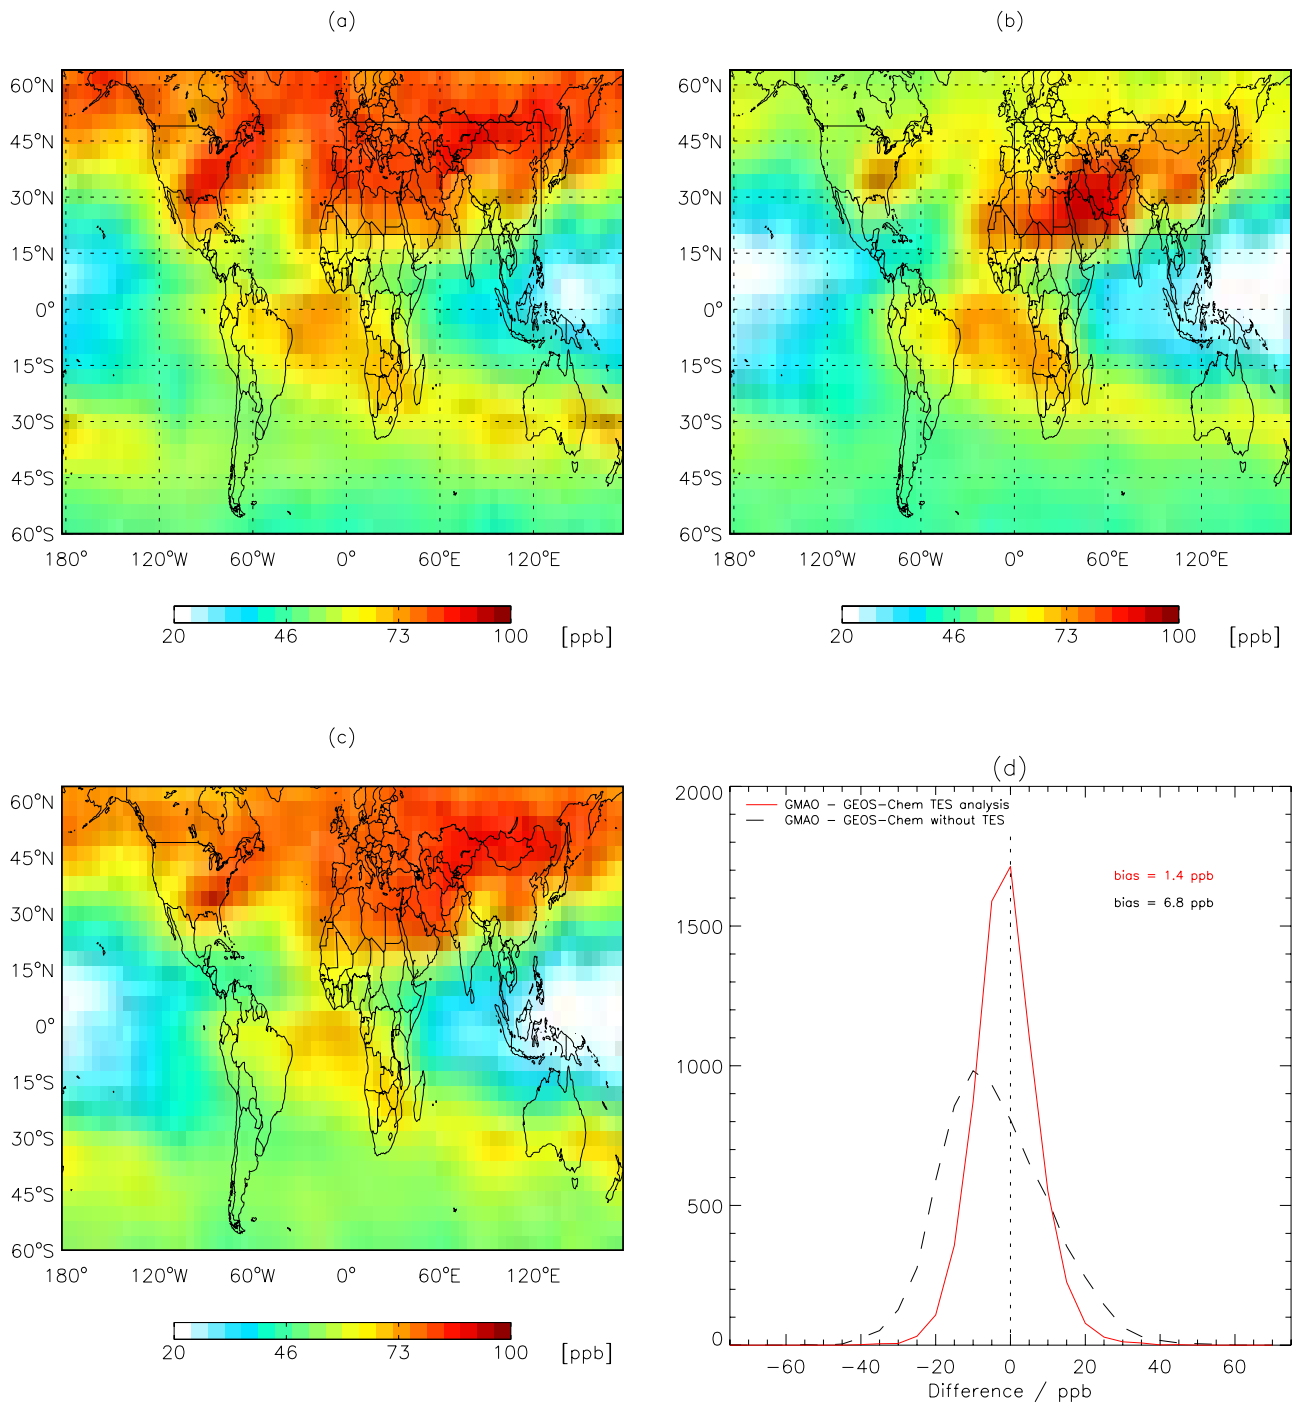 (a)
60°N
45°N
30°N
15°N
0°
15°S
30°S
45°S
60°S
180° 120°W 60°W 0° 60°E 120°E
20 46 73 100 [ppb]
(b)
60°N
45°N
30°N
15°N
0°
15°S
30°S
45°S
60°S
180° 120°W 60°W 0° 60°E 120°E
20 46 73 100 [ppb]
(c)
60°N
45°N
30°N
15°N
0°
15°S
30°S
45°S
60°S
180° 120°W 60°W 0° 60°E 120°E
20 46 73 100 [ppb]
(d)
2000
1500
1000
500
0
GMAO - GEOS-Chem TES analysis
GMAO - GEOS-Chem without TES
bias = 1.4 ppb
bias = 6.8 ppb
-60 -40 -20 0 20 40 60
Difference / ppb